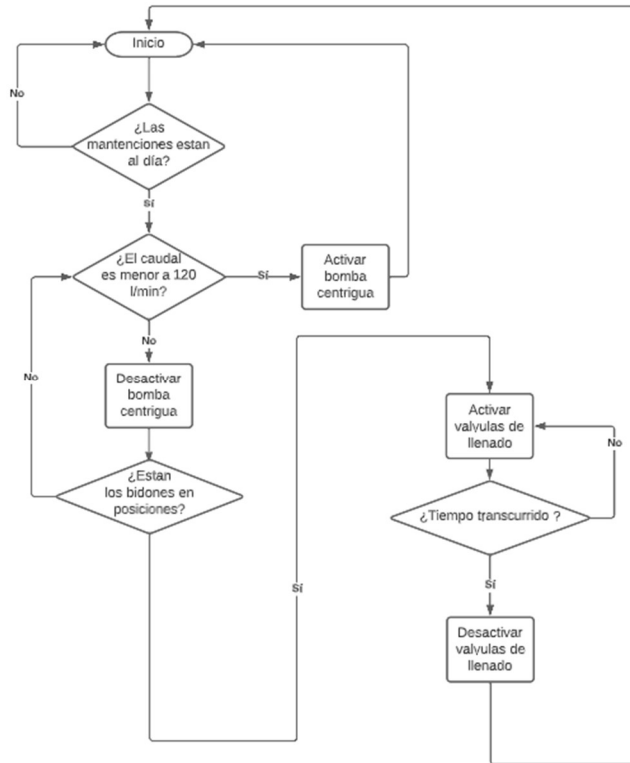 Inicio
No
¿Las
mantenciones estan
al día?
Sí
¿El caudal
es menor a 120
l/min?
Sí
Activar
bomba
centrigua
No
Desactivar
bomba
centrigua
No
¿Estan
los bidones en
posiciones?
Sí
Activar
valyulas de
llenado
No
¿Tiempo transcurrido ?
Sí
Desactivar
valyulas de
llenado